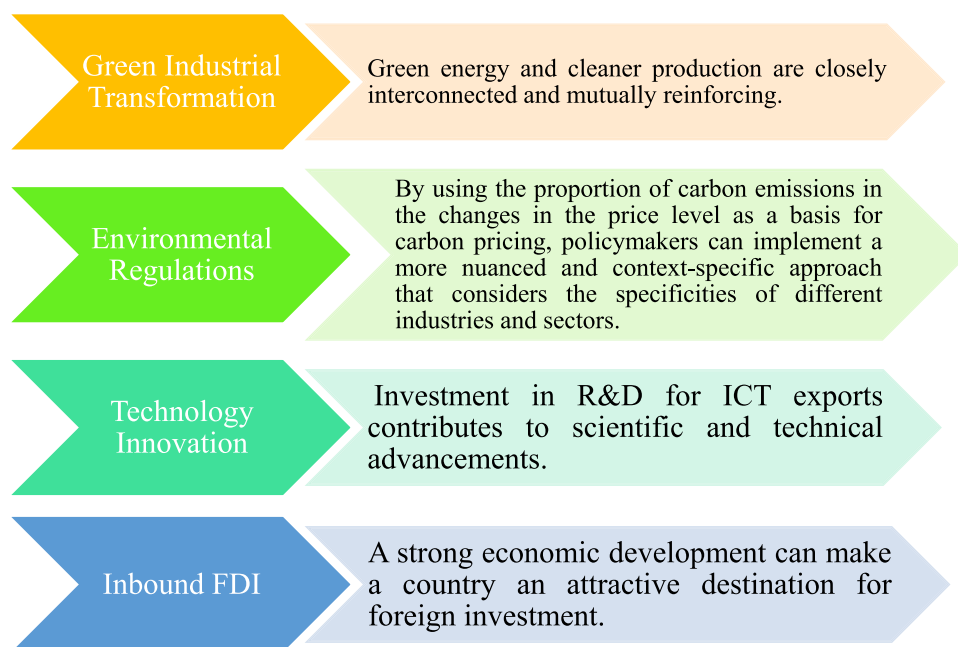 Green Industrial
Transformation
Green energy and cleaner production are closely
interconnected and mutually reinforcing.
Environmental
Regulations
By using the proportion of carbon emissions in
the changes in the price level as a basis for
carbon pricing, policymakers can implement a
more nuanced and context-specific approach
that considers the specificities of different
industries and sectors.
Technology
Innovation
Investment in R&D for ICT exports
contributes to scientific and technical
advancements.
Inbound FDI
A strong economic development can make
a country an attractive destination for
foreign investment.